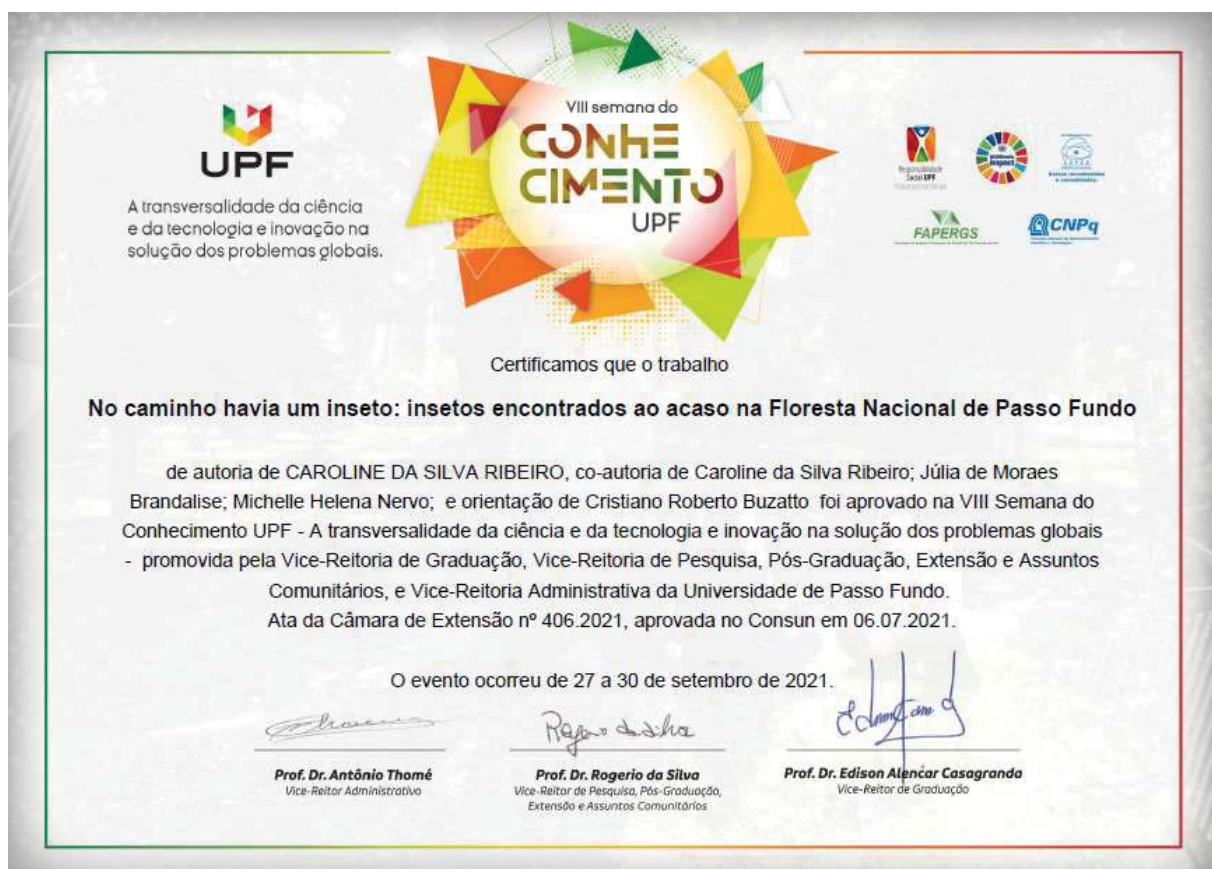 UPF
A transversalidade da ciência
e da tecnologia e inovação na
solução dos problemas globais.
VIII semana do
CONHE
CIMENTO
UPF
Responsabilidade
Social UPF
FAPERGS
CNPq
Certificamos que o trabalho
No caminho havia um inseto: insetos encontrados ao acaso na Floresta Nacional de Passo Fundo
de autoria de CAROLINE DA SILVA RIBEIRO, co-autoria de Caroline da Silva Ribeiro; Júlia de Moraes
Brandalise; Michelle Helena Nervo; e orientação de Cristiano Roberto Buzatto foi aprovado na VIII Semana do
Conhecimento UPF - A transversalidade da ciência e da tecnologia e inovação na solução dos problemas globais
- promovida pela Vice-Reitoria de Graduação, Vice-Reitoria de Pesquisa, Pós-Graduação, Extensão e Assuntos
Comunitários, e Vice-Reitoria Administrativa da Universidade de Passo Fundo.
Ata da Câmara de Extensão nº 406.2021, aprovada no Consun em 06.07.2021.
O evento ocorreu de 27 a 30 de setembro de 2021.
Prof. Dr. Antônio Thomé
Vice-Reitor Administrativo
Prof. Dr. Rogerio da Silva
Vice-Reitor de Pesquisa, Pós-Graduação,
Extensão e Assuntos Comunitários
Prof. Dr. Edison Alencar Casagranda
Vice-Reitor de Graduação